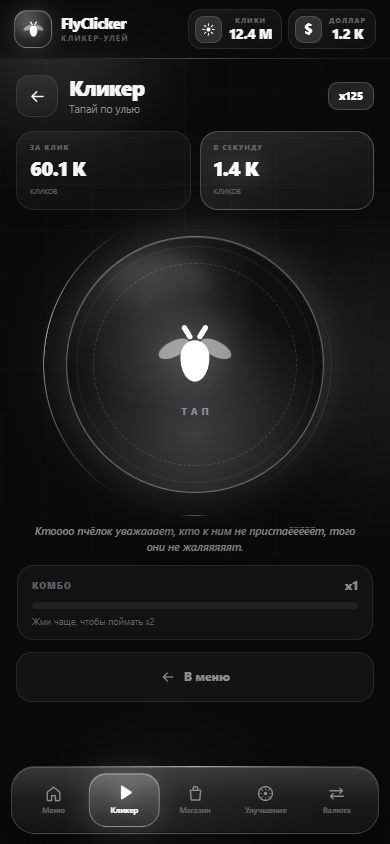 FlyClicker
КЛИКЕР-УЛЕЙ
КЛИКИ
12.4 M
$
ДОЛЛАР
1.2 K
Кликер
Тапай по улью
x125
ЗА КЛИК
60.1 K
кликов
В СЕКУНДУ
1.4 K
кликов
ТАП
Ктоооо пчёлок уважааает, кто к ним не пристаёёёёёт, того
они не жаляяяяят.
КОМБО
x1
Жми чаще, чтобы поймать x2
← В меню
Меню
Кликер
Магазин
Улучшение
Валюта